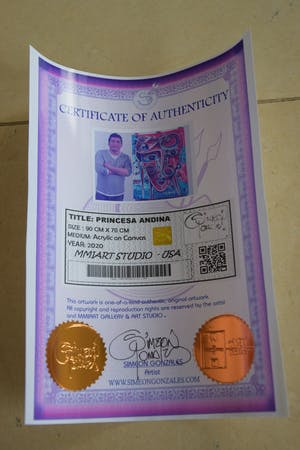 CERTIFICATE OF AUTHENTICITY
TITLE: PRINCESA ANDINA
SIZE : 90 CM X 70 CM
MEDIUM: Acrylic on Canvas
YEAR: 2020
MMIART STUDIO - USA
This artwork is one-of-a-kind authentic, original artwork.
All copyright and reproduction rights are reserved by the artist
and MMIART GALLERY & ART STUDIO .
SIMEON GONZALES
Artist
WWW.SIMEONGONZALES.COM